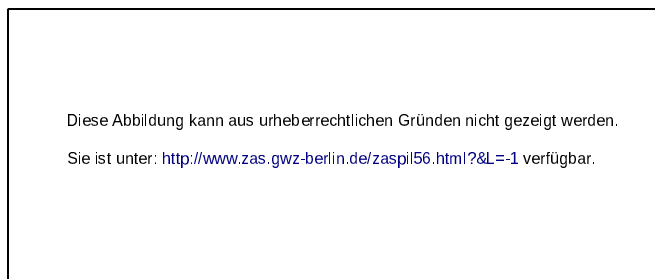 Diese Abbildung kann aus urheberrechtlichen Gründen nicht gezeigt werden.
Sie ist unter: http://www.zas.gwz-berlin.de/zaspil56.html?&L=-1 verfügbar.